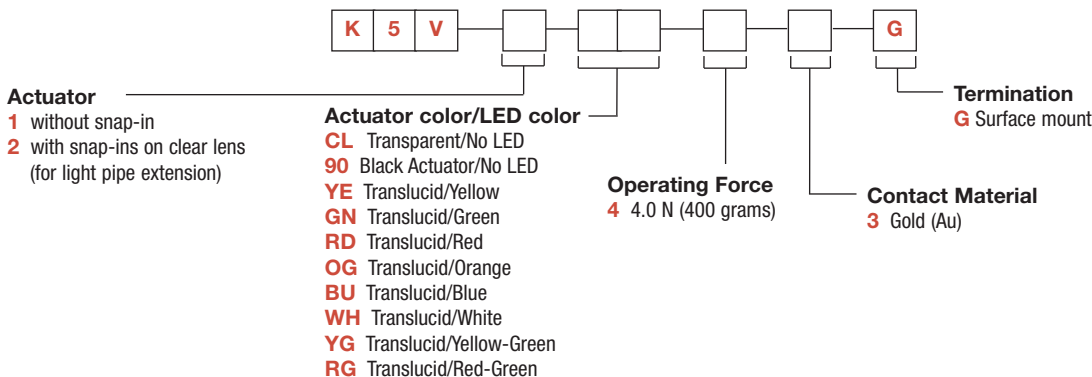 K 5 V G
Actuator
1 without snap-in
2 with snap-ins on clear lens
(for light pipe extension)
Actuator color/LED color
CL Transparent/No LED
90 Black Actuator/No LED
YE Translucid/Yellow
GN Translucid/Green
RD Translucid/Red
OG Translucid/Orange
BU Translucid/Blue
WH Translucid/White
YG Translucid/Yellow-Green
RG Translucid/Red-Green
Operating Force
4 4.0 N (400 grams)
Contact Material
3 Gold (Au)
Termination
G Surface mount